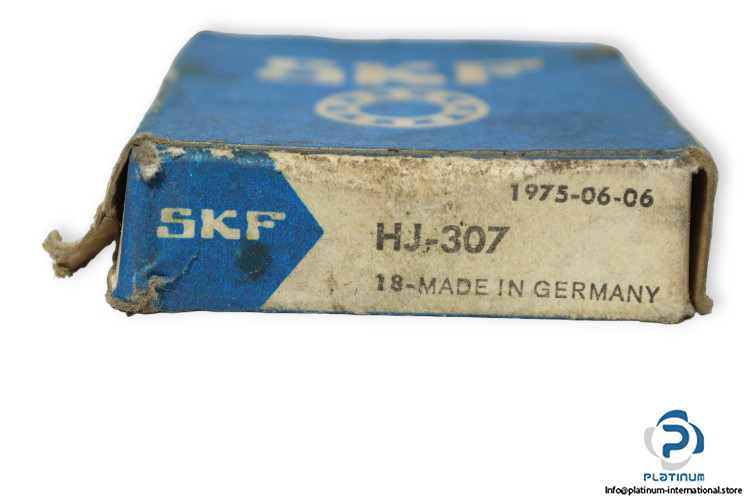 SKF
SKF
1975-06-06
HJ-307
18-MADE IN GERMANY
PLATINUM
Info@platinum-international.store